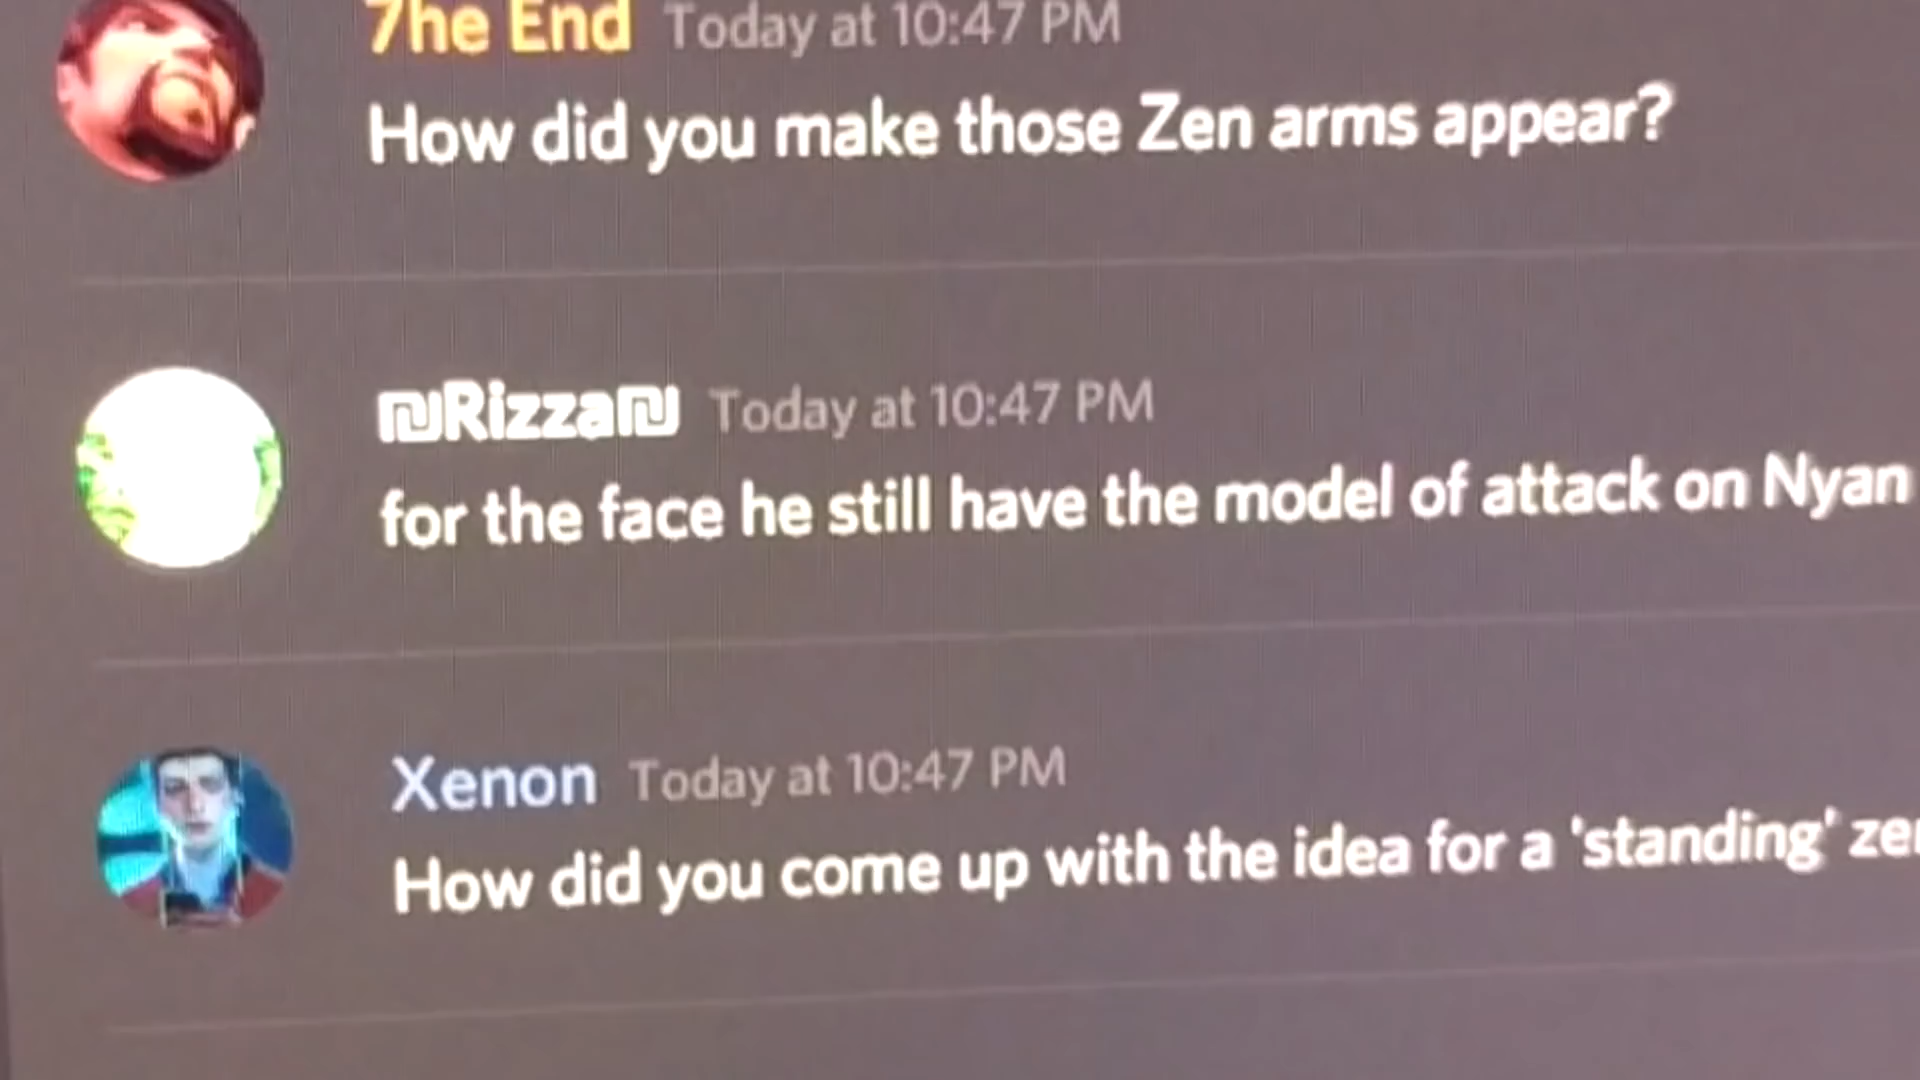 7he End Today at 10:47 PM
How did you make those Zen arms appear?
₪Rizza₪ Today at 10:47 PM
for the face he still have the model of attack on Nyan
Xenon Today at 10:47 PM
How did you come up with the idea for a 'standing'